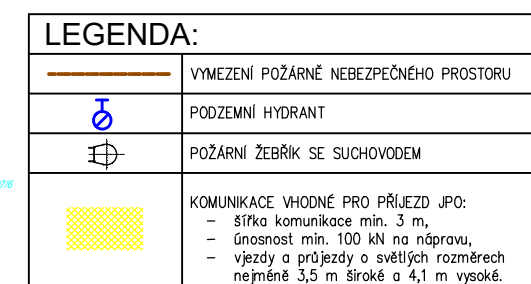 LEGENDA:
VYMEZENÍ POŽÁRNĚ NEBEZPEČNÉHO PROSTORU
PODZEMNÍ HYDRANT
POŽÁRNÍ ŽEBŘÍK SE SUCHOVODEM
KOMUNIKACE VHODNÉ PRO PŘÍJEZD JPO:
– šířka komunikace min. 3 m,
– únosnost min. 100 kN na nápravu,
– vjezdy a průjezdy o světlých rozměrech
nejméně 3,5 m široké a 4,1 m vysoké.